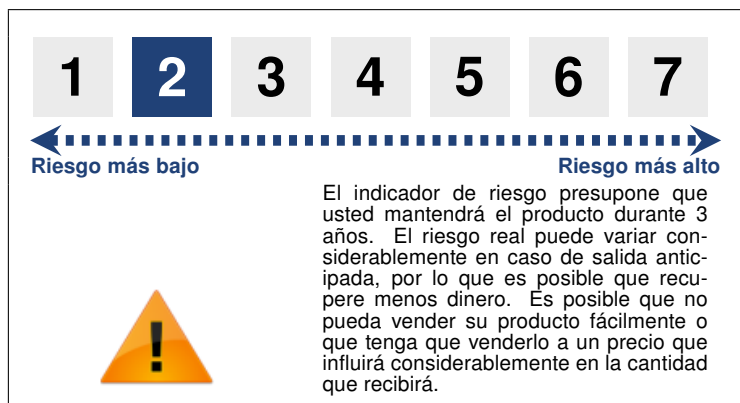 1 2 3 4 5 6 7
Riesgo más bajo Riesgo más alto
El indicador de riesgo presupone que
usted mantendrá el producto durante 3
años. El riesgo real puede variar con-
siderablemente en caso de salida antic-
ipada, por lo que es posible que recu-
pere menos dinero. Es posible que no
pueda vender su producto fácilmente o
que tenga que venderlo a un precio que
influirá considerablemente en la cantidad
que recibirá.